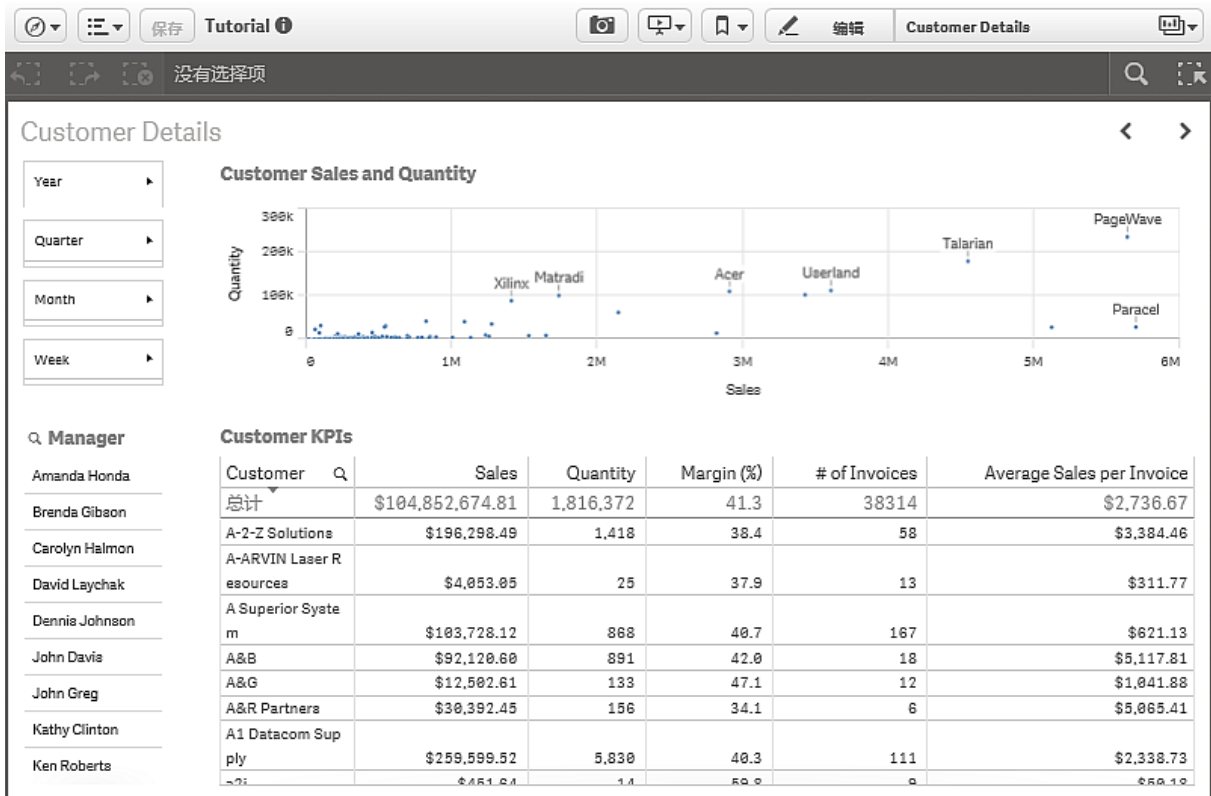 保存 Tutorial 编辑 Customer Details
没有选择项
Customer Details
Year
Quarter
Month
Week
Customer Sales and Quantity
Quantity
300k
200k
100k
0
PageWave
Talarian
Userland
Acer
Matradi
Xilinx
Paracel
0 1M 2M 3M 4M 5M 6M
Sales
Manager
Amanda Honda
Brenda Gibson
Carolyn Halmon
David Laychak
Dennis Johnson
John Davis
John Greg
Kathy Clinton
Ken Roberts
Customer KPIs
Customer Sales Quantity Margin (%) # of Invoices Average Sales per Invoice
总计 $104,852,674.81 1,816,372 41.3 38314 $2,736.67
A-2-Z Solutions $196,298.49 1,418 38.4 58 $3,384.46
A-ARVIN Laser R
esources $4,053.05 25 37.9 13 $311.77
A Superior Syste
m $103,728.12 868 40.7 167 $621.13
A&B $92,120.60 891 42.0 18 $5,117.81
A&G $12,502.61 133 47.1 12 $1,041.88
A&R Partners $30,392.45 156 34.1 6 $5,065.41
A1 Datacom Sup
ply $259,599.52 5,830 40.3 111 $2,338.73